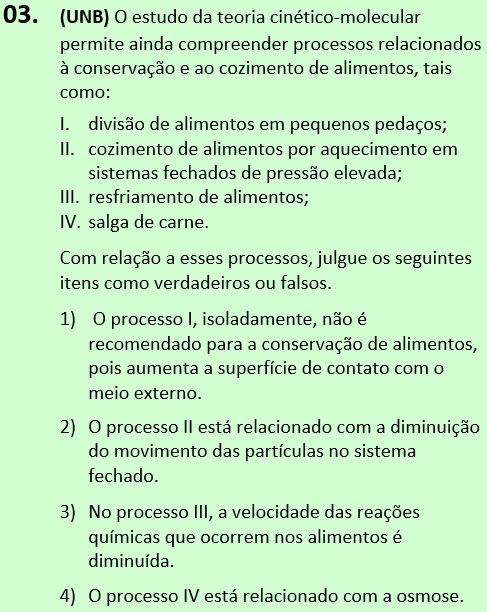 03. (UNB) O estudo da teoria cinético-molecular
permite ainda compreender processos relacionados
à conservação e ao cozimento de alimentos, tais
como:
I. divisão de alimentos em pequenos pedaços;
II. cozimento de alimentos por aquecimento em
sistemas fechados de pressão elevada;
III. resfriamento de alimentos;
IV. salga de carne.
Com relação a esses processos, julgue os seguintes
itens como verdadeiros ou falsos.
1) O processo I, isoladamente, não é
recomendado para a conservação de alimentos,
pois aumenta a superfície de contato com o
meio externo.
2) O processo II está relacionado com a diminuição
do movimento das partículas no sistema
fechado.
3) No processo III, a velocidade das reações
químicas que ocorrem nos alimentos é
diminuída.
4) O processo IV está relacionado com a osmose.